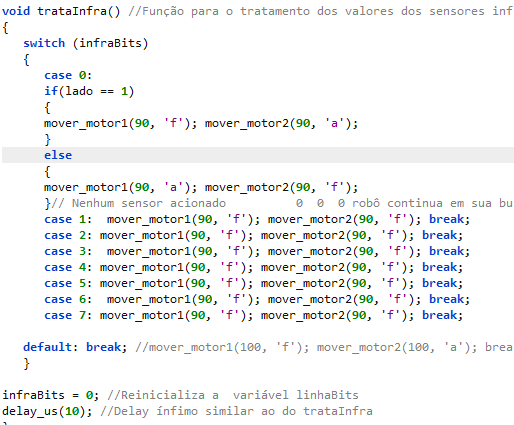 void trataInfra() //Função para o tratamento dos valores dos sensores inf
{
switch (infraBits)
{
case 0:
if(lado == 1)
{
mover_motor1(90, 'f'); mover_motor2(90, 'a');
}
else
{
mover_motor1(90, 'a'); mover_motor2(90, 'f');
}// Nenhum sensor acionado 0 0 0 robô continua em sua bu
case 1: mover_motor1(90, 'f'); mover_motor2(90, 'f'); break;
case 2: mover_motor1(90, 'f'); mover_motor2(90, 'f'); break;
case 3: mover_motor1(90, 'f'); mover_motor2(90, 'f'); break;
case 4: mover_motor1(90, 'f'); mover_motor2(90, 'f'); break;
case 5: mover_motor1(90, 'f'); mover_motor2(90, 'f'); break;
case 6: mover_motor1(90, 'f'); mover_motor2(90, 'f'); break;
case 7: mover_motor1(90, 'f'); mover_motor2(90, 'f'); break;
default: break; //mover_motor1(100, 'f'); mover_motor2(100, 'a'); brea
}
infraBits = 0; //Reinicializa a variável linhaBits
delay_us(10); //Delay ínfimo similar ao do trataInfra